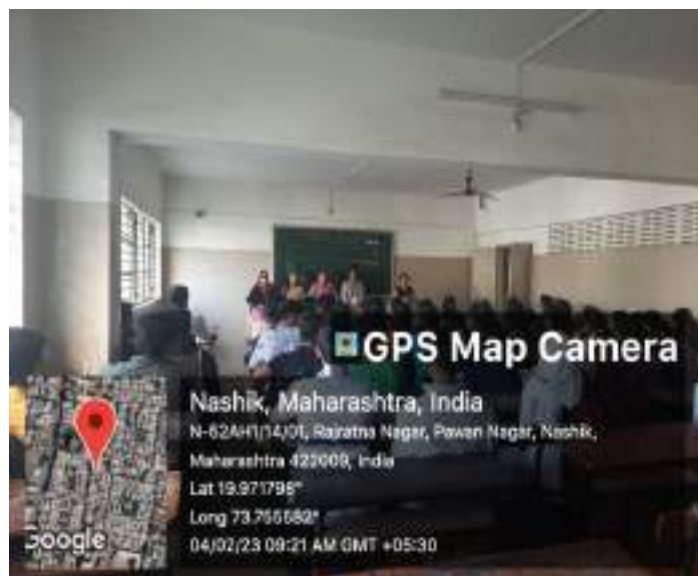 GPS Map Camera
Nashik, Maharashtra, India
N-62AH1/14/01, Rajratna Nagar, Pawan Nagar, Nashik,
Maharashtra 422009, India
Lat 19.971798°
Long 73.755582°
04/02/23 09:21 AM GMT +05:30
Google